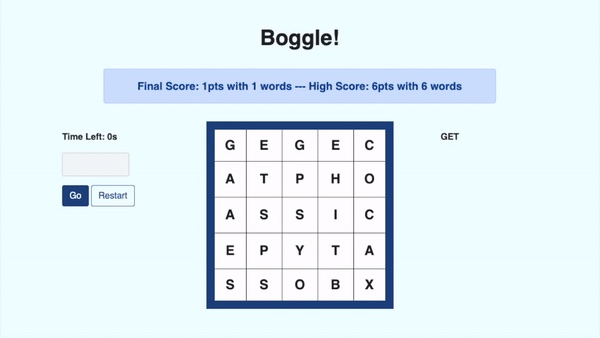 Boggle!
Final Score: 1pts with 1 words --- High Score: 6pts with 6 words
Time Left: 0s
GET
Go Restart
G E G E C
A T P H O
A S S I C
E P Y T A
S S O B X